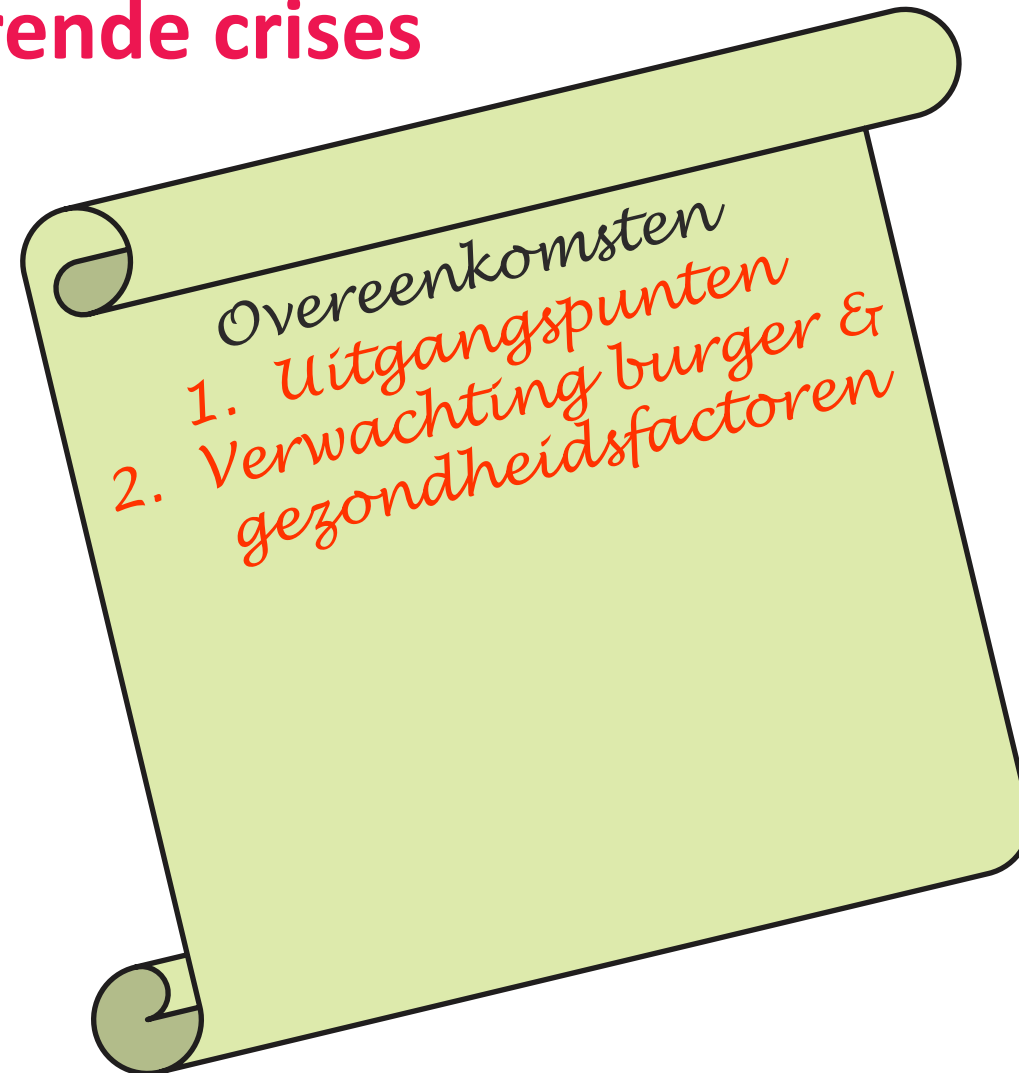 rende crises
Overeenkomsten
1. Uitgangspunten
2. Verwachting burger &
gezondheidsfactoren